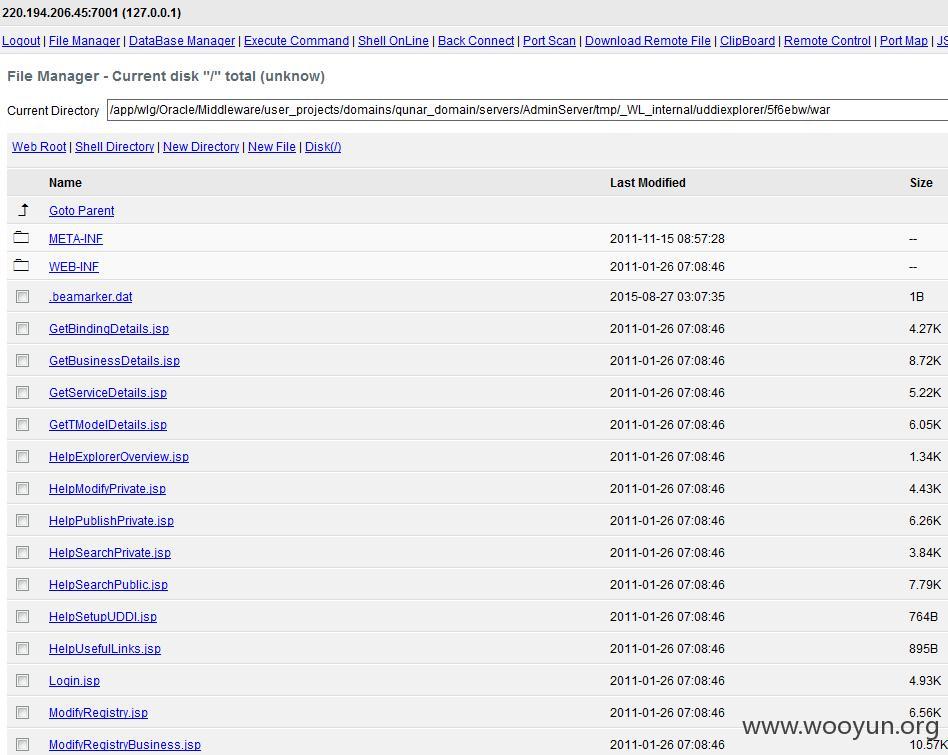 220.194.206.45:7001 (127.0.0.1)
Logout | File Manager | DataBase Manager | Execute Command | Shell OnLine | Back Connect | Port Scan | Download Remote File | ClipBoard | Remote Control | Port Map | JS
File Manager - Current disk "/" total (unknow)
Current Directory /app/wlg/Oracle/Middleware/user_projects/domains/qunar_domain/servers/AdminServer/tmp/_WL_internal/uddiexplorer/5f6ebw/war
Web Root | Shell Directory | New Directory | New File | Disk(/)
Name Last Modified Size
Goto Parent
META-INF 2011-11-15 08:57:28 --
WEB-INF 2011-01-26 07:08:46 --
.beamarker.dat 2015-08-27 03:07:35 1B
GetBindingDetails.jsp 2011-01-26 07:08:46 4.27K
GetBusinessDetails.jsp 2011-01-26 07:08:46 8.72K
GetServiceDetails.jsp 2011-01-26 07:08:46 5.22K
GetTModelDetails.jsp 2011-01-26 07:08:46 6.05K
HelpExplorerOverview.jsp 2011-01-26 07:08:46 1.34K
HelpModifyPrivate.jsp 2011-01-26 07:08:46 4.43K
HelpPublishPrivate.jsp 2011-01-26 07:08:46 6.26K
HelpSearchPrivate.jsp 2011-01-26 07:08:46 3.84K
HelpSearchPublic.jsp 2011-01-26 07:08:46 7.79K
HelpSetupUDDI.jsp 2011-01-26 07:08:46 764B
HelpUsefulLinks.jsp 2011-01-26 07:08:46 895B
Login.jsp 2011-01-26 07:08:46 4.93K
ModifyRegistry.jsp 2011-01-26 07:08:46 6.56K
www.wooyun.org
ModifyRegistryBusiness.jsp 2011-01-26 07:08:46 10.57K